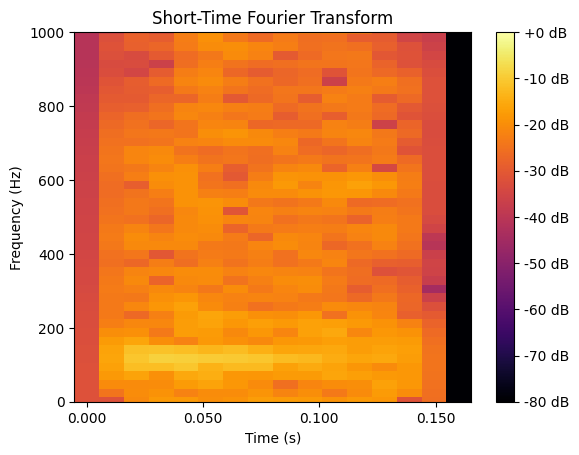 Short-Time Fourier Transform
1000
800
600
400
200
0
Frequency (Hz)
0.000
0.050
0.100
0.150
Time (s)
+0 dB
-10 dB
-20 dB
-30 dB
-40 dB
-50 dB
-60 dB
-70 dB
-80 dB